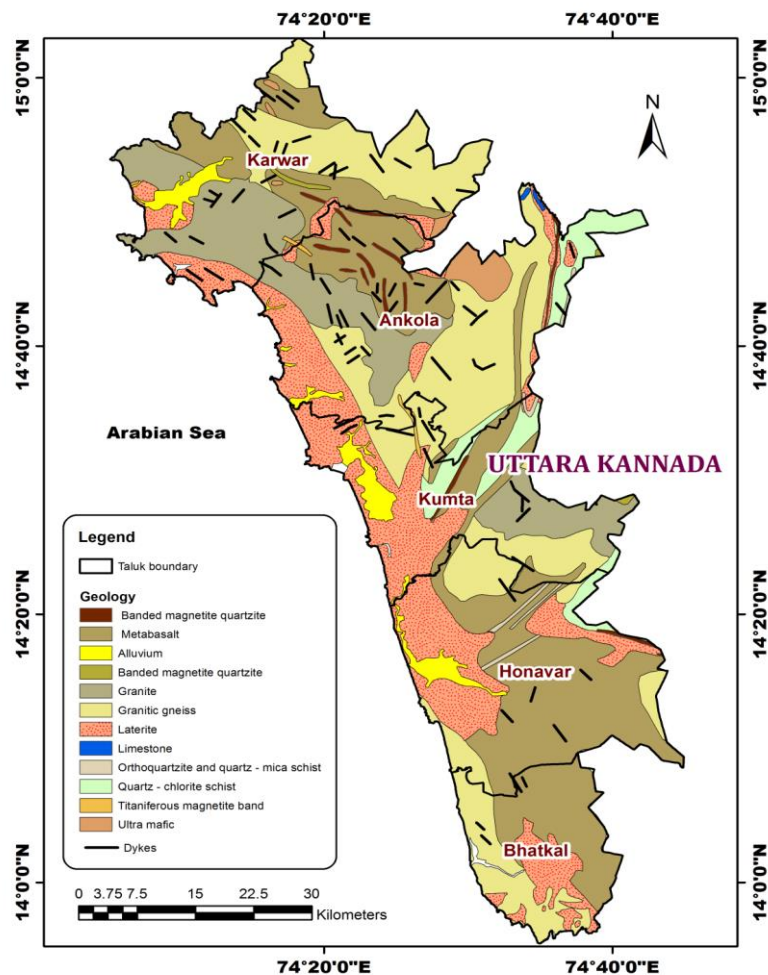 74°20'0"E
74°40'0"E
15°0'0"N
15°0'0"N
N
Karwar
Ankola
14°40'0"N
14°40'0"N
Arabian Sea
UTTARA KANNADA
Kumta
Legend
Taluk boundary
Geology
Banded magnetite quartzite
Metabasalt
Alluvium
Banded magnetite quartzite
Granite
Granitic gneiss
Laterite
Limestone
Orthoquartzite and quartz - mica schist
Quartz - chlorite schist
Titaniferous magnetite band
Ultra mafic
Dykes
14°20'0"N
14°20'0"N
Honavar
Bhatkal
14°0'0"N
14°0'0"N
0 3.75 7.5 15 22.5 30
Kilometers
74°20'0"E
74°40'0"E